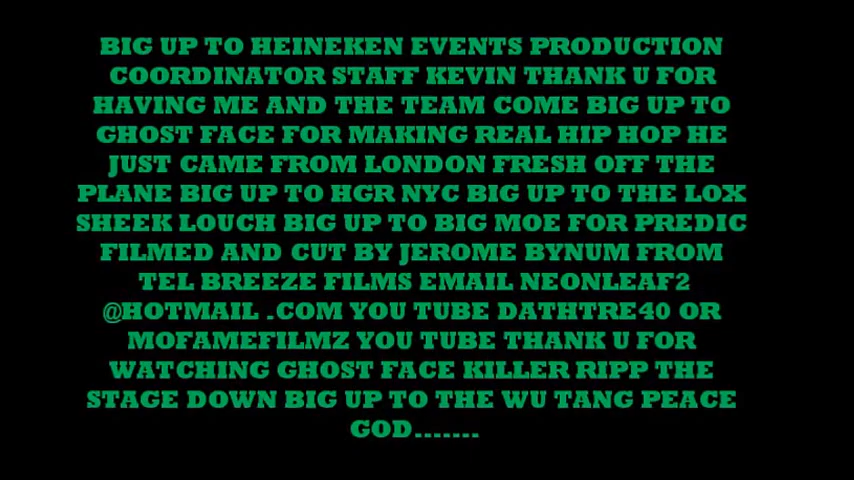 BIG UP TO HEINEKEN EVENTS PRODUCTION
COORDINATOR STAFF KEVIN THANK U FOR
HAVING ME AND THE TEAM COME BIG UP TO
GHOST FACE FOR MAKING REAL HIP HOP HE
JUST CAME FROM LONDON FRESH OFF THE
PLANE BIG UP TO HGR NYC BIG UP TO THE LOX
SHEEK LOUCH BIG UP TO BIG MOE FOR PREDIC
FILMED AND CUT BY JEROME BYNUM FROM
TEL BREEZE FILMS EMAIL NEONLEAF2
@HOTMAIL .COM YOU TUBE DATHTRE40 OR
MOFAMEFILMZ YOU TUBE THANK U FOR
WATCHING GHOST FACE KILLER RIPP THE
STAGE DOWN BIG UP TO THE WU TANG PEACE
GOD.......